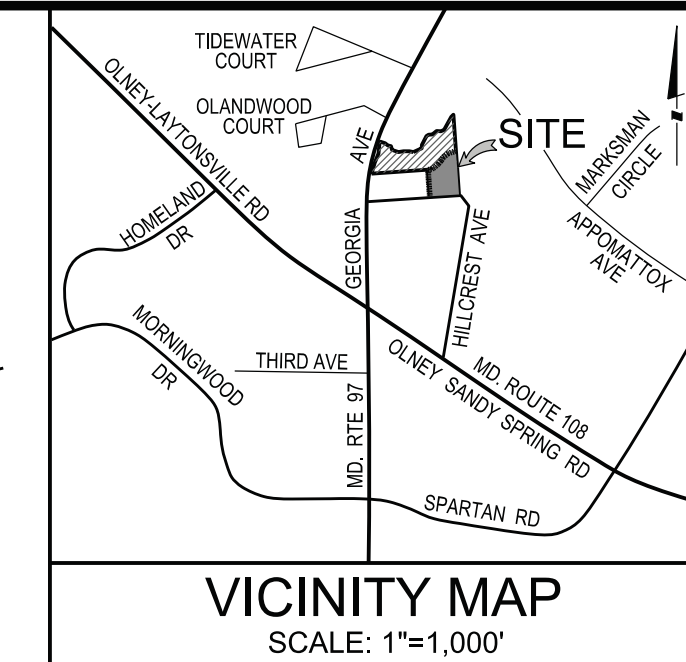 TIDEWATER
COURT
OLNEY-LAYTONSVILLE RD
OLANDWOOD
COURT
SITE
MARKSMAN
CIRCLE
APPOMATTOX
AVE
HOMELAND
DR
GEORGIA
AVE
HILLCREST AVE
MORNINGWOOD
DR
THIRD AVE
MD. RTE 97
MD. ROUTE 108
OLNEY SANDY SPRING RD
SPARTAN RD
VICINITY MAP
SCALE: 1"=1,000'